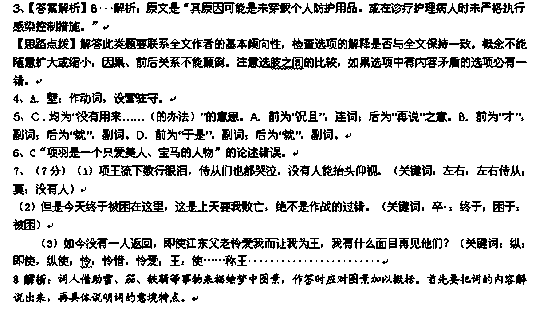 3、【答案解析】B···解析：原文是“其原因可能是未穿戴个人防护用品，或在诊疗护理病人时未严格执行
感染控制措施。”
【思路点拨】解答此类题要联系全文作者的基本倾向性，检查选项的解释是否与全文保持一致。概念不能
随意扩大或缩小；因果、前后关系不能颠倒。注意选肢之间的比较，如果选项中有内容矛盾的选项必有一
错。
4、A. 壁：作动词，设营驻守。
5、C．均为“没有用来……（的办法）”的意思。A. 前为“况且”，连词；后为“再说”之意。B. 前为“才”，
副词；后为“就”，副词。D. 前为“于是”，副词；后为“就”，副词。
6、C“项羽是一个只爱美人、宝马的人物”的论述错误。
7、（7分）（1）项王流下数行眼泪，侍从们也都哭泣，没有人能抬头仰视。（关键词：左右，左右侍从；
莫：没有人）
（2）但是今天终于被困在这里，这是上天要我败亡，绝不是作战的过错。（关键词：卒··：终于，困于：
被困）
（3）如今没有一人返回，即使江东父老怜爱我而让我为王，我有什么面目再见他们？（关键词：纵：
即使，纵使，怜：怜惜，怜爱；王：使……称王·······················
8 解析：词人借助雪、笳、铁骑等事物来描绘梦中图景，作答时应对图景加以概括。首先要把词的内容解
说出来，再具体说明词的意境特点。